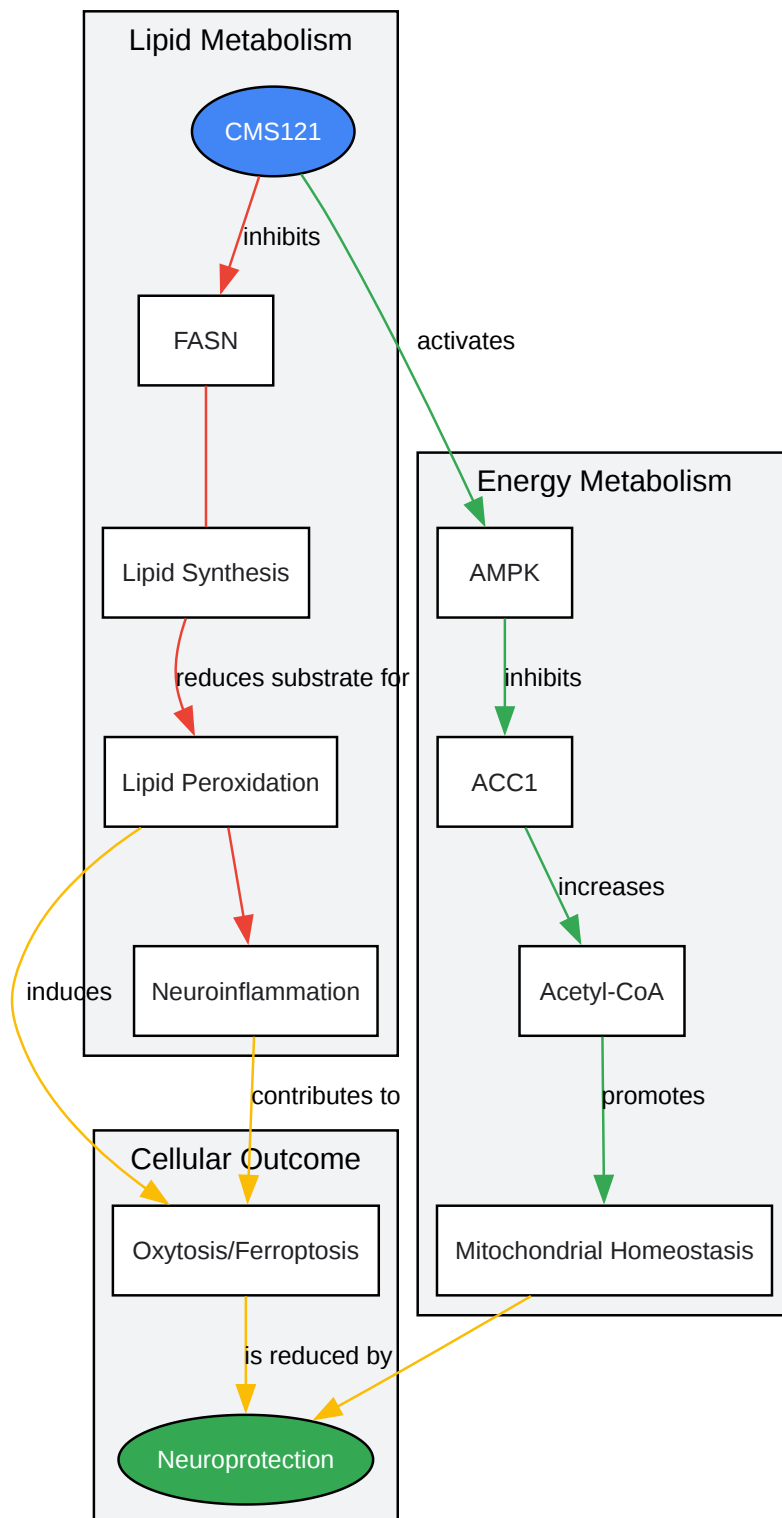 Lipid Metabolism
CMS121
inhibits
FASN
activates
Energy Metabolism
Lipid Synthesis
AMPK
reduces substrate for
inhibits
Lipid Peroxidation
ACC1
increases
induces
Neuroinflammation
Acetyl-CoA
contributes to
promotes
Cellular Outcome
Oxytosis/Ferroptosis
Mitochondrial Homeostasis
is reduced by
Neuroprotection